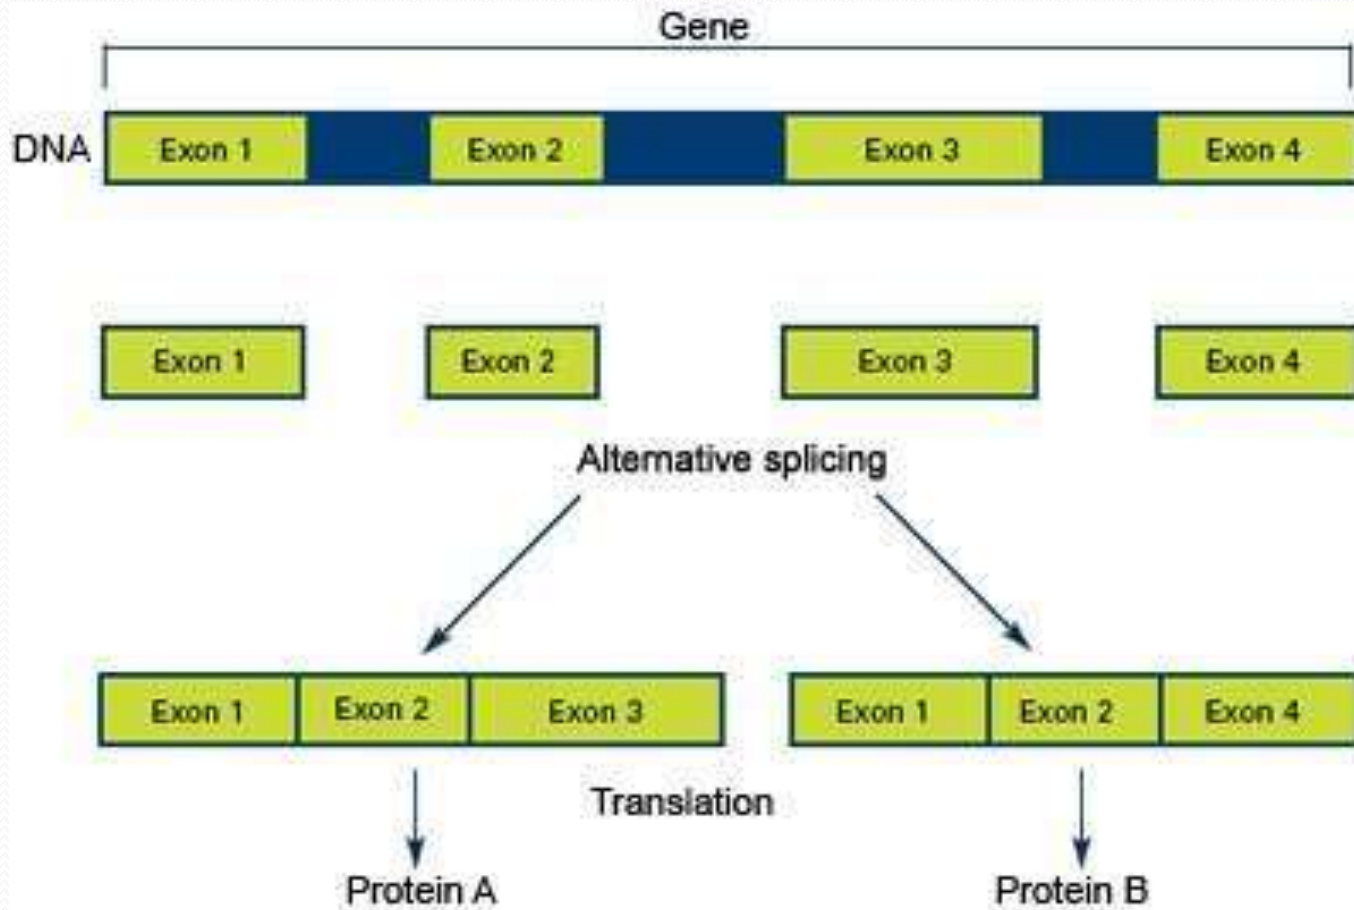 Gene
DNA Exon 1 Exon 2 Exon 3 Exon 4
Exon 1 Exon 2 Exon 3 Exon 4
Alternative splicing
Exon 1 Exon 2 Exon 3 Exon 1 Exon 2 Exon 4
Translation
Protein A Protein B